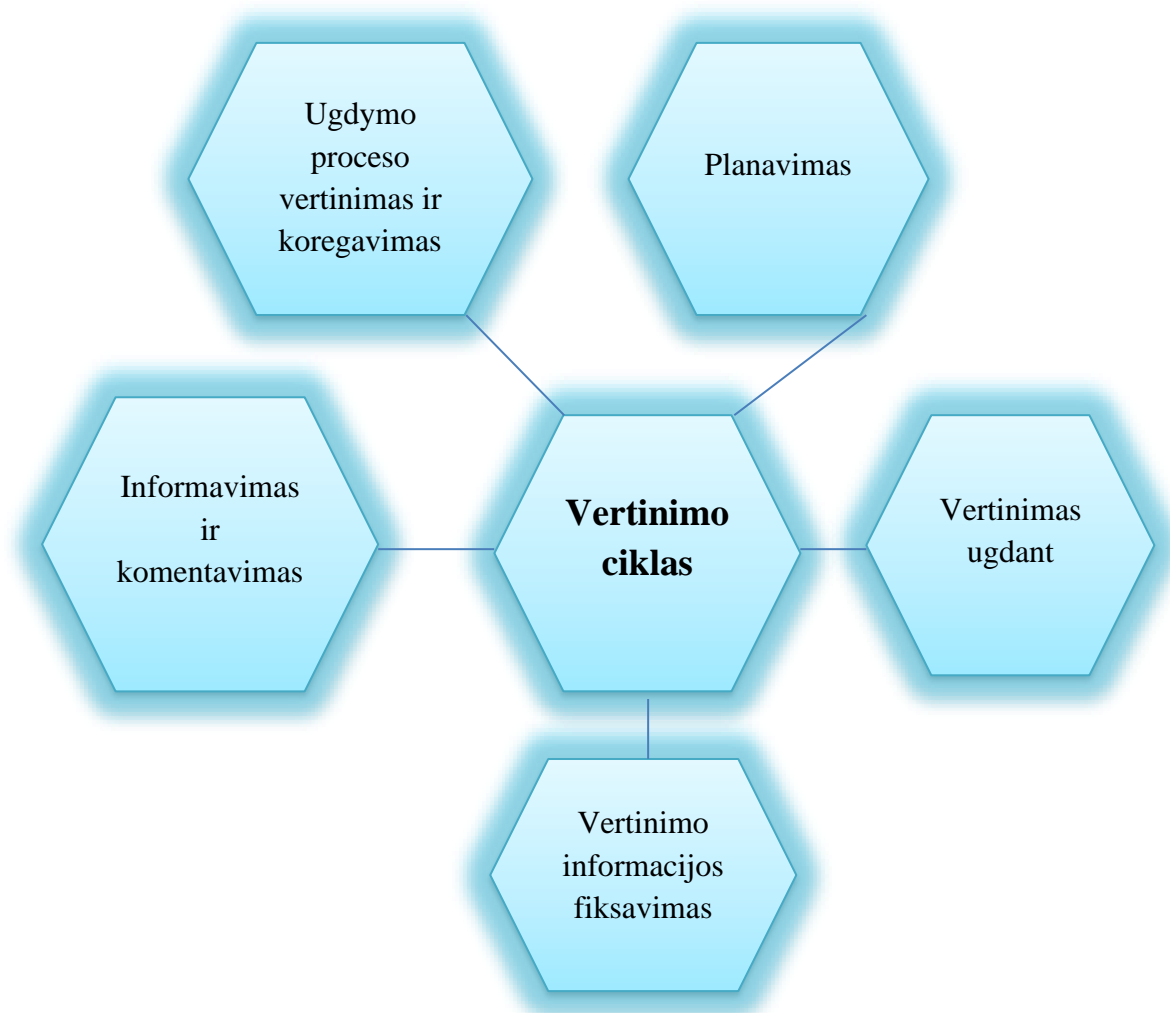 Ugdymo
proceso
vertinimas ir
koregavimas
Planavimas
Informavimas
ir
komentavimas
Vertinimo
ciklas
Vertinimas
ugdant
Vertinimo
informacijos
fiksavimas